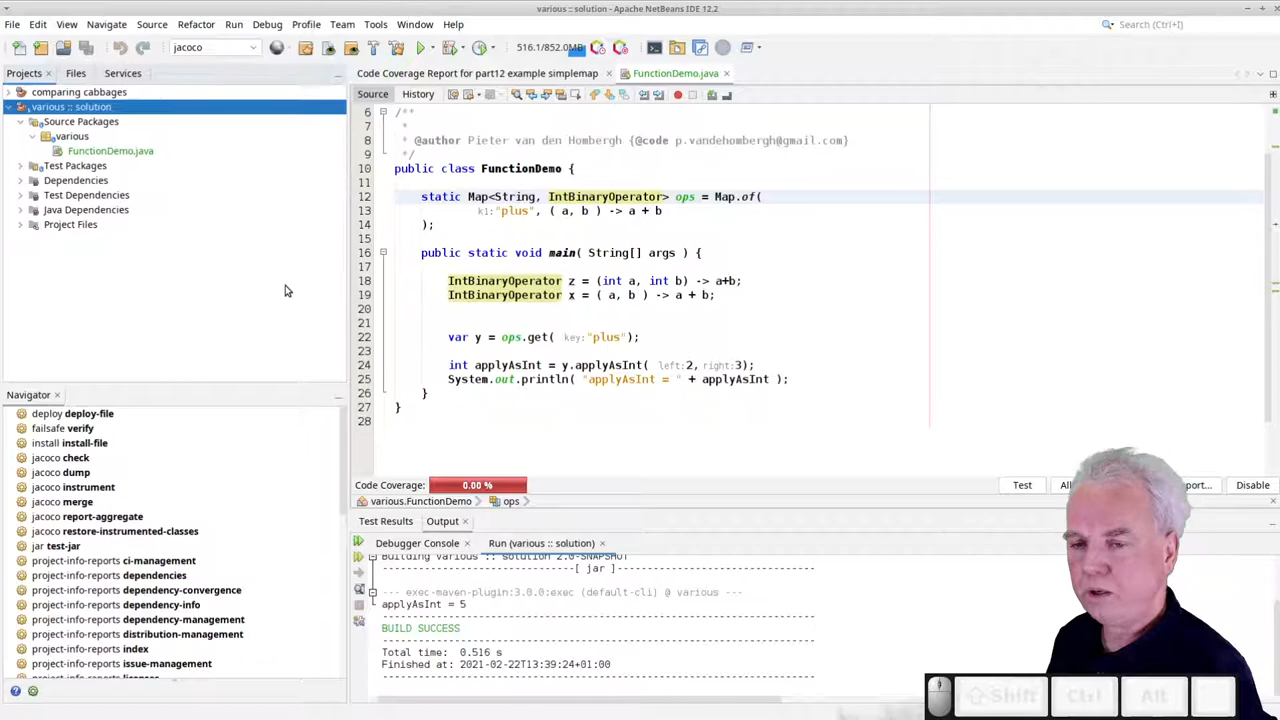 various :: solution - Apache NetBeans IDE 12.2
File Edit View Navigate Source Refactor Run Debug Profile Team Tools Window Help
Search (Ctrl+I)
jacoco
516.1/852.0MB
Projects Files Services
Code Coverage Report for part12 example simplemap FunctionDemo.java
Source History
comparing cabbages
various :: solution
Source Packages
various
FunctionDemo.java
Test Packages
Dependencies
Test Dependencies
Java Dependencies
Project Files
6 /**
7 *
8 * @author Pieter van den Hombergh {@code p.vandehombergh@gmail.com}
9 */
10 public class FunctionDemo {
11
12 static Map<String, IntBinaryOperator> ops = Map.of(
13 k1:"plus", ( a, b ) -> a + b
14 );
15
16 public static void main( String[] args ) {
17
18 IntBinaryOperator z = (int a, int b) -> a+b;
19 IntBinaryOperator x = ( a, b ) -> a + b;
20
21
22 var y = ops.get( key:"plus");
23
24 int applyAsInt = y.applyAsInt( left:2, right:3);
25 System.out.println( "applyAsInt = " + applyAsInt );
26 }
27 }
28
Navigator
deploy deploy-file
failsafe verify
install install-file
jacoco check
jacoco dump
jacoco instrument
jacoco merge
jacoco report-aggregate
jacoco restore-instrumented-classes
jar test-jar
project-info-reports ci-management
project-info-reports dependencies
project-info-reports dependency-convergence
project-info-reports dependency-info
project-info-reports dependency-management
project-info-reports distribution-management
project-info-reports index
project-info-reports issue-management
Code Coverage: 0.00 % Test Disable
various.FunctionDemo ops
Test Results Output
Debugger Console Run (various :: solution)
Building various :: solution 2.0-SNAPSHOT
--------------------------------[ jar ]---------------------------------
--- exec-maven-plugin:3.0.0:exec (default-cli) @ various ---
applyAsInt = 5
------------------------------------------------------------------------
BUILD SUCCESS
------------------------------------------------------------------------
Total time: 0.516 s
Finished at: 2021-02-22T13:39:24+01:00
------------------------------------------------------------------------
Shift Ctrl Alt